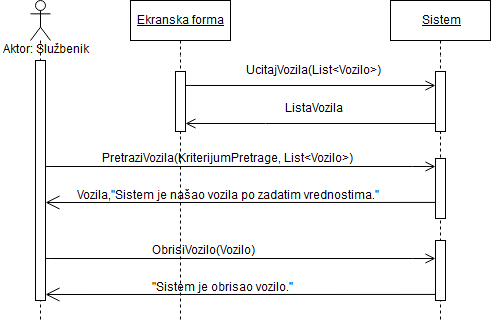 Ekranska forma
Sistem
Aktor: Službenik
UcitajVozila(List<Vozilo>)
ListaVozila
PretraziVozila(KriterijumPretrage, List<Vozilo>)
Vozila,"Sistem je našao vozila po zadatim vrednostima."
ObrisiVozilo(Vozilo)
"Sistem je obrisao vozilo."